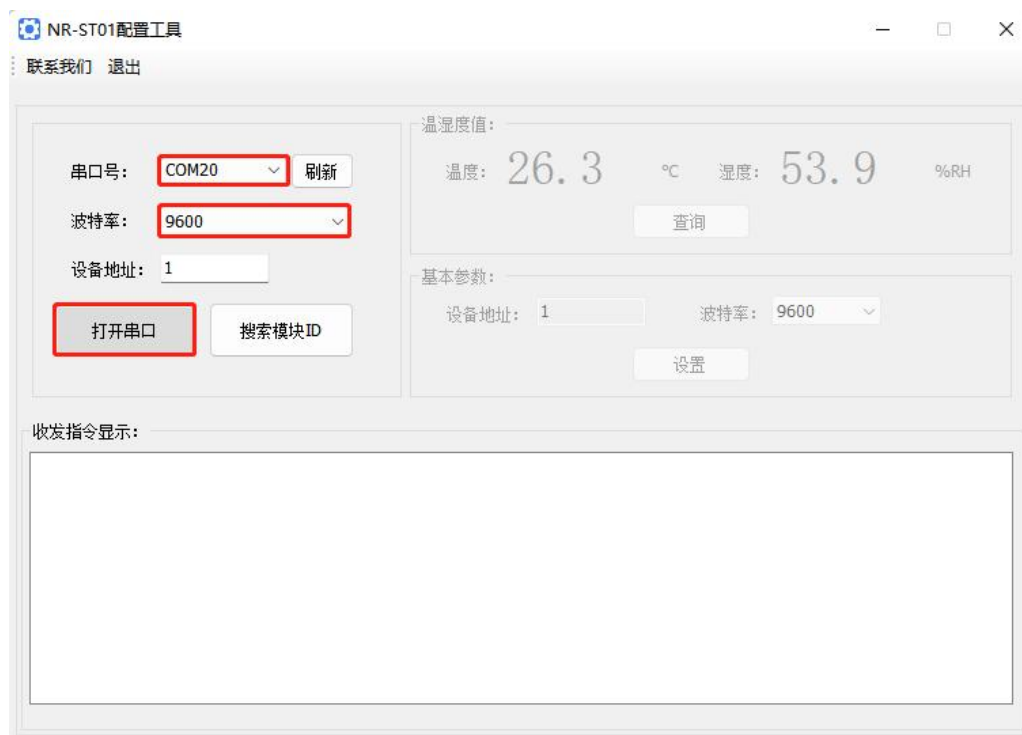 NR-ST01配置工具
联系我们 退出
串口号: COM20 刷新
波特率: 9600
设备地址: 1
打开串口 搜索模块ID
温湿度值:
温度: 26.3 ℃ 湿度: 53.9 %RH
查询
基本参数:
设备地址: 1 波特率: 9600
设置
收发指令显示: